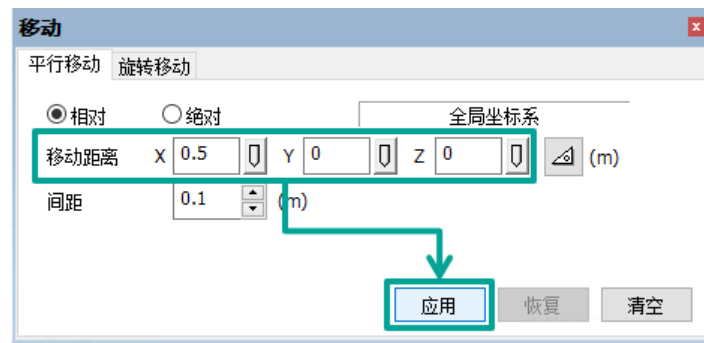 移动
平行移动 旋转移动
相对 绝对 全局坐标系
移动距离 X 0.5 Y 0 Z 0 (m)
间距 0.1 (m)
应用 恢复 清空